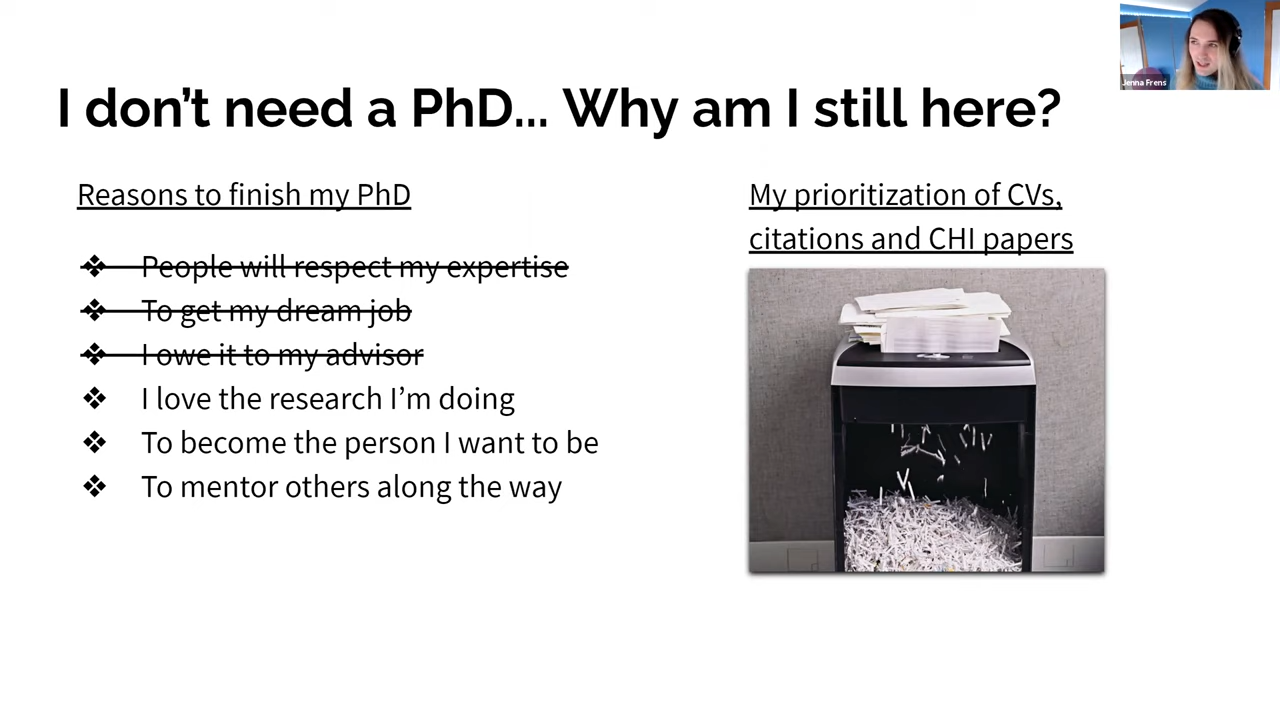 Jenna Frens
I don’t need a PhD... Why am I still here?
Reasons to finish my PhD
❖ People will respect my expertise
❖ To get my dream job
❖ I owe it to my advisor
❖ I love the research I’m doing
❖ To become the person I want to be
❖ To mentor others along the way
My prioritization of CVs,
citations and CHI papers